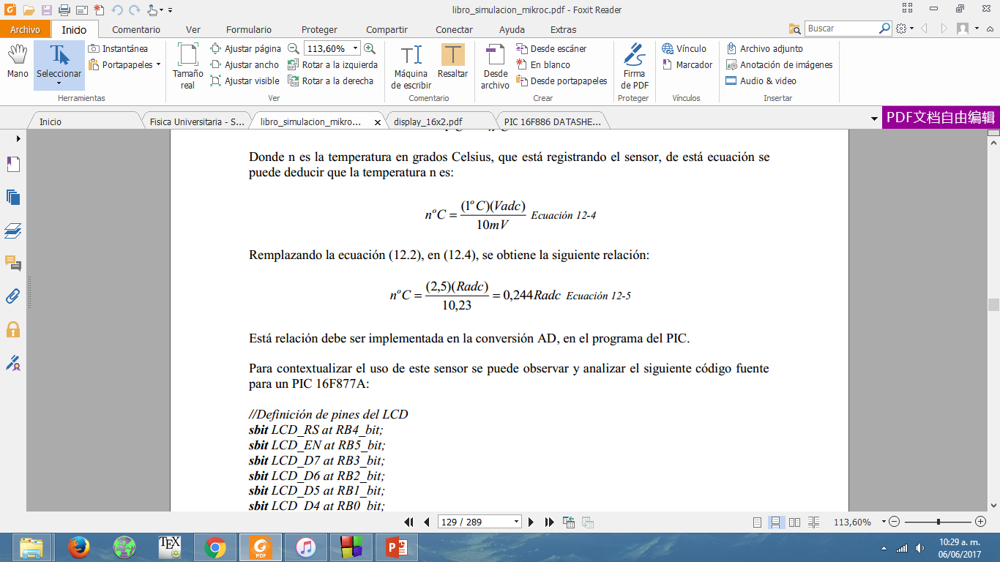 libro_simulacion_mikroc.pdf - Foxit Reader
Archivo Inicio Comentario Ver Formulario Proteger Compartir Conectar Ayuda Extras Buscar
Mano
Seleccionar
Instantánea
Portapapeles
Herramientas
Tamaño real
Ajustar página
Ajustar ancho
Ajustar visible
113,60%
Rotar a la izquierda
Rotar a la derecha
Ver
Máquina de escribir
Resaltar
Comentario
Desde archivo
Desde escáner
En blanco
Desde portapapeles
Crear
Firma de PDF
Proteger
Vínculo
Marcador
Vínculos
Archivo adjunto
Anotación de imágenes
Audio & video
Insertar
Inicio
Fisica Universitaria - S...
libro_simulacion_mikro...
display_16x2.pdf
PIC 16F886 DATASHE...
PDF文档自由编辑
Donde n es la temperatura en grados Celsius, que está registrando el sensor, de está ecuación se
puede deducir que la temperatura n es:
nºC = (1ºC)(Vadc) / 10mV Ecuación 12-4
Remplazando la ecuación (12.2), en (12.4), se obtiene la siguiente relación:
nºC = (2,5)(Radc) / 10,23 = 0,244Radc Ecuación 12-5
Está relación debe ser implementada en la conversión AD, en el programa del PIC.
Para contextualizar el uso de este sensor se puede observar y analizar el siguiente código fuente
para un PIC 16F877A:
//Definición de pines del LCD
sbit LCD_RS at RB4_bit;
sbit LCD_EN at RB5_bit;
sbit LCD_D7 at RB3_bit;
sbit LCD_D6 at RB2_bit;
sbit LCD_D5 at RB1_bit;
sbit LCD_D4 at RB0_bit;
129 / 289
113,60%
TEX
PDF
10:29 a. m.
06/06/2017